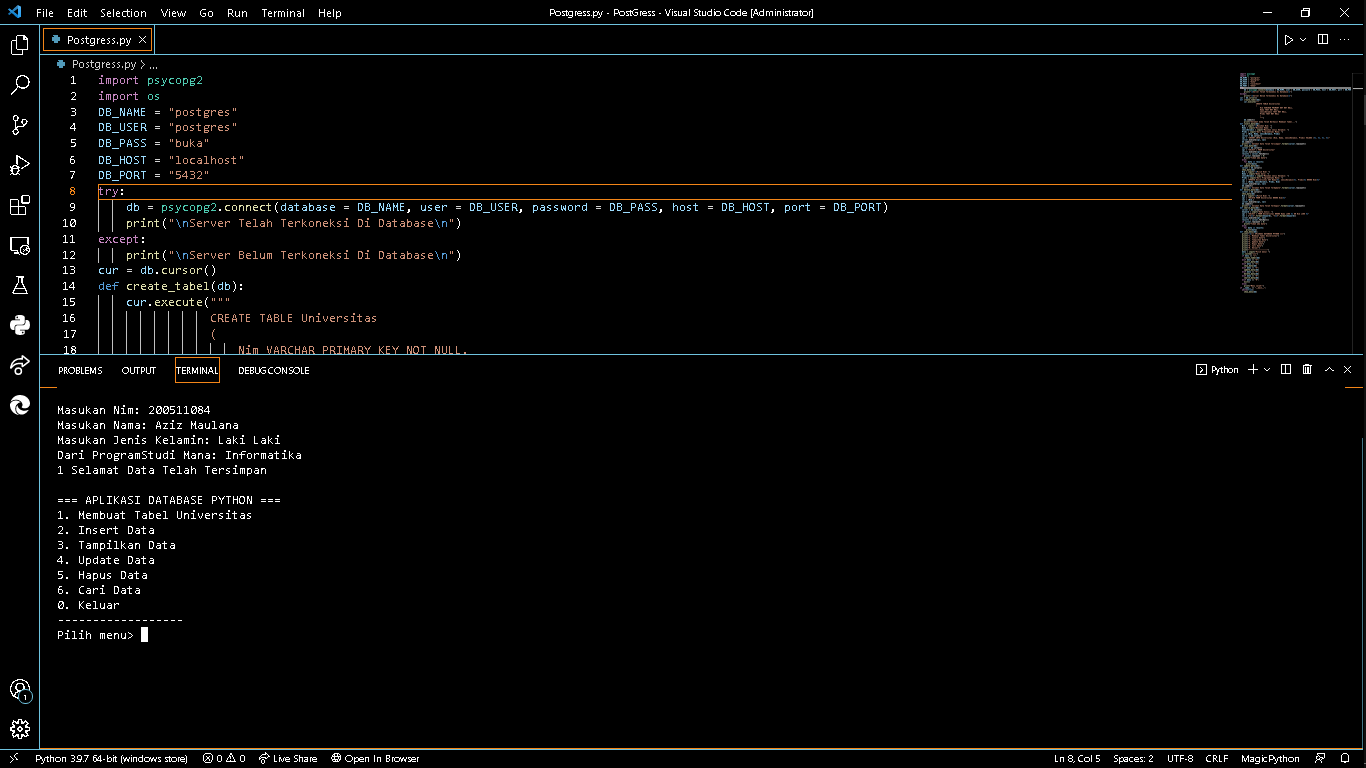 File Edit Selection View Go Run Terminal Help Postgress.py - PostGress - Visual Studio Code [Administrator]
Postgress.py
Postgress.py > ...
1 import psycopg2
2 import os
3 DB_NAME = "postgres"
4 DB_USER = "postgres"
5 DB_PASS = "buka"
6 DB_HOST = "localhost"
7 DB_PORT = "5432"
8 try:
9 db = psycopg2.connect(database = DB_NAME, user = DB_USER, password = DB_PASS, host = DB_HOST, port = DB_PORT)
10 print("\nServer Telah Terkoneksi Di Database\n")
11 except:
12 print("\nServer Belum Terkoneksi Di Database\n")
13 cur = db.cursor()
14 def create_tabel(db):
15 cur.execute("""
16 CREATE TABLE Universitas
17 (
18 Nim VARCHAR PRIMARY KEY NOT NULL,
PROBLEMS OUTPUT TERMINAL DEBUG CONSOLE Python
Masukan Nim: 200511084
Masukan Nama: Aziz Maulana
Masukan Jenis Kelamin: Laki Laki
Dari ProgramStudi Mana: Informatika
1 Selamat Data Telah Tersimpan
=== APLIKASI DATABASE PYTHON ===
1. Membuat Tabel Universitas
2. Insert Data
3. Tampilkan Data
4. Update Data
5. Hapus Data
6. Cari Data
0. Keluar
------------------
Pilih menu>
1
Python 3.9.7 64-bit (windows store) 0 0 Live Share Open In Browser Ln 8, Col 5 Spaces: 2 UTF-8 CRLF MagicPython